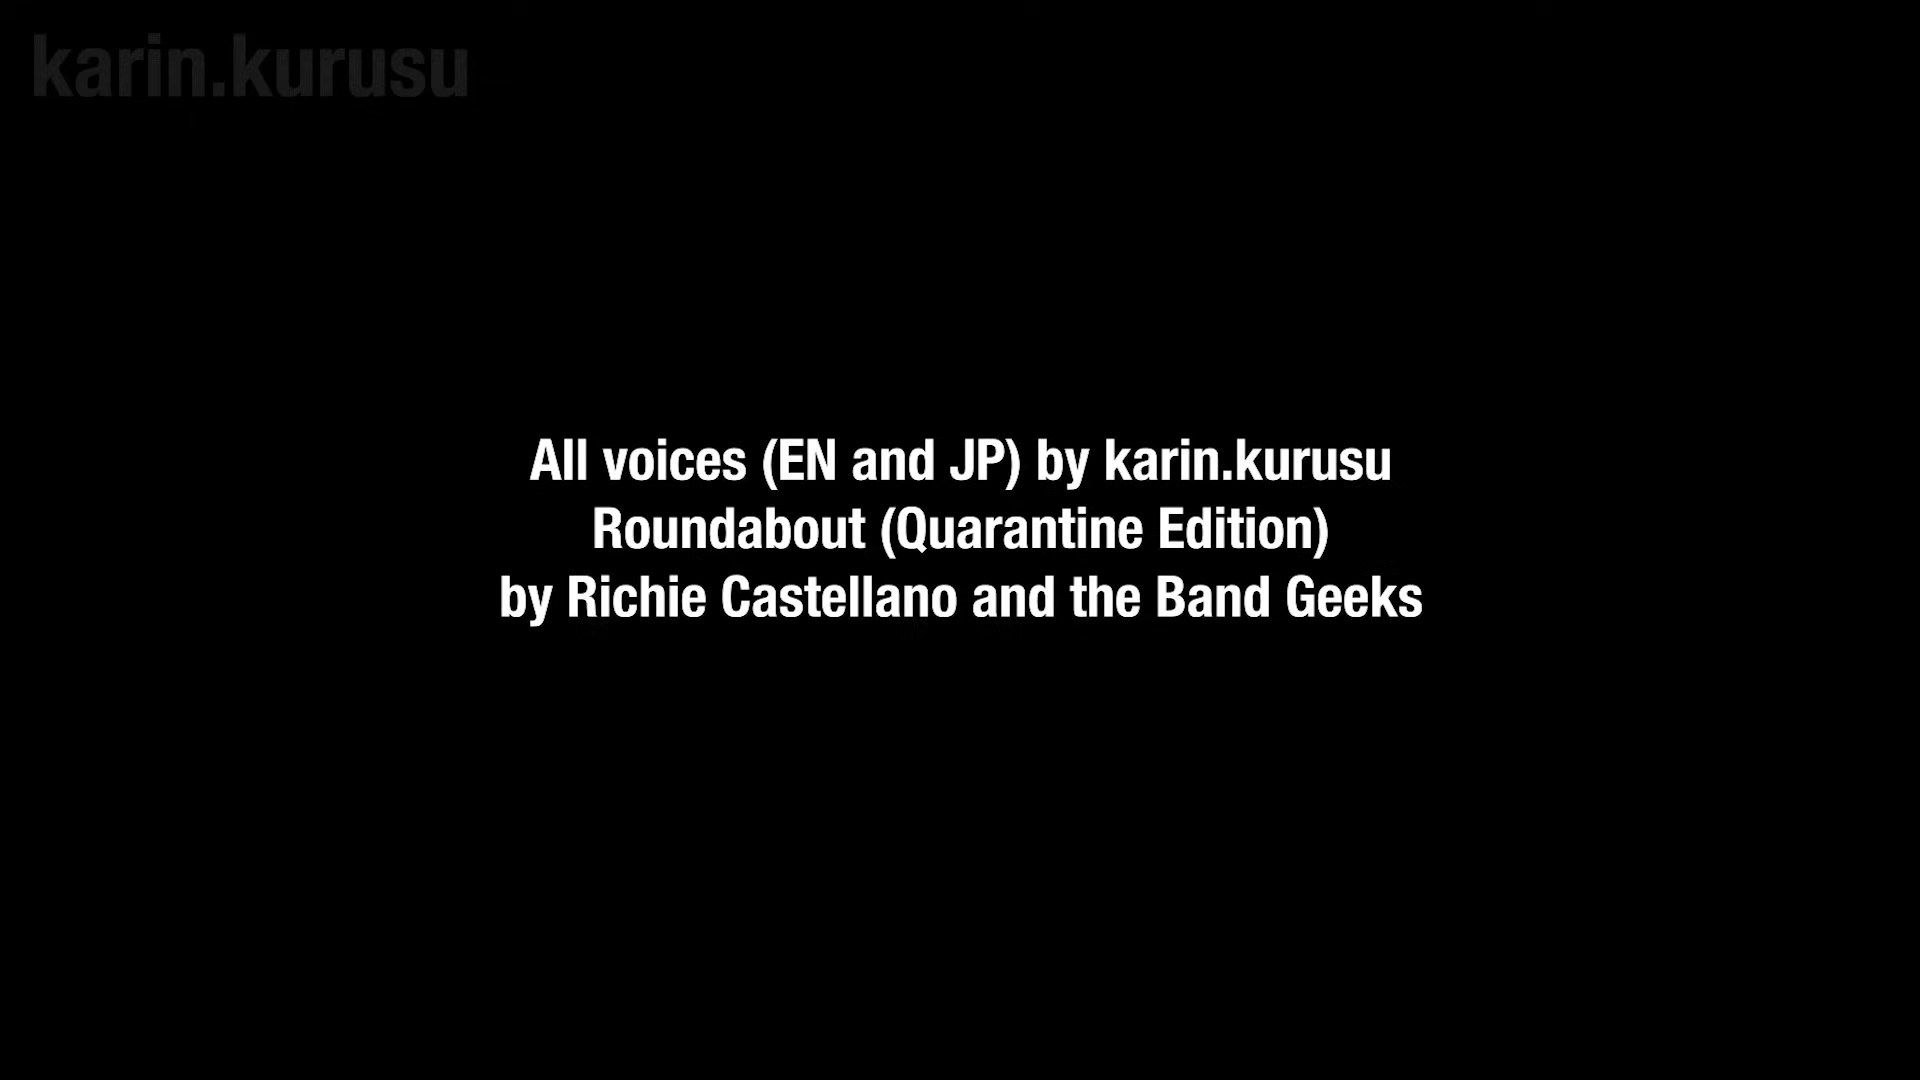 karin.kurusu
All voices (EN and JP) by karin.kurusu
Roundabout (Quarantine Edition)
by Richie Castellano and the Band Geeks